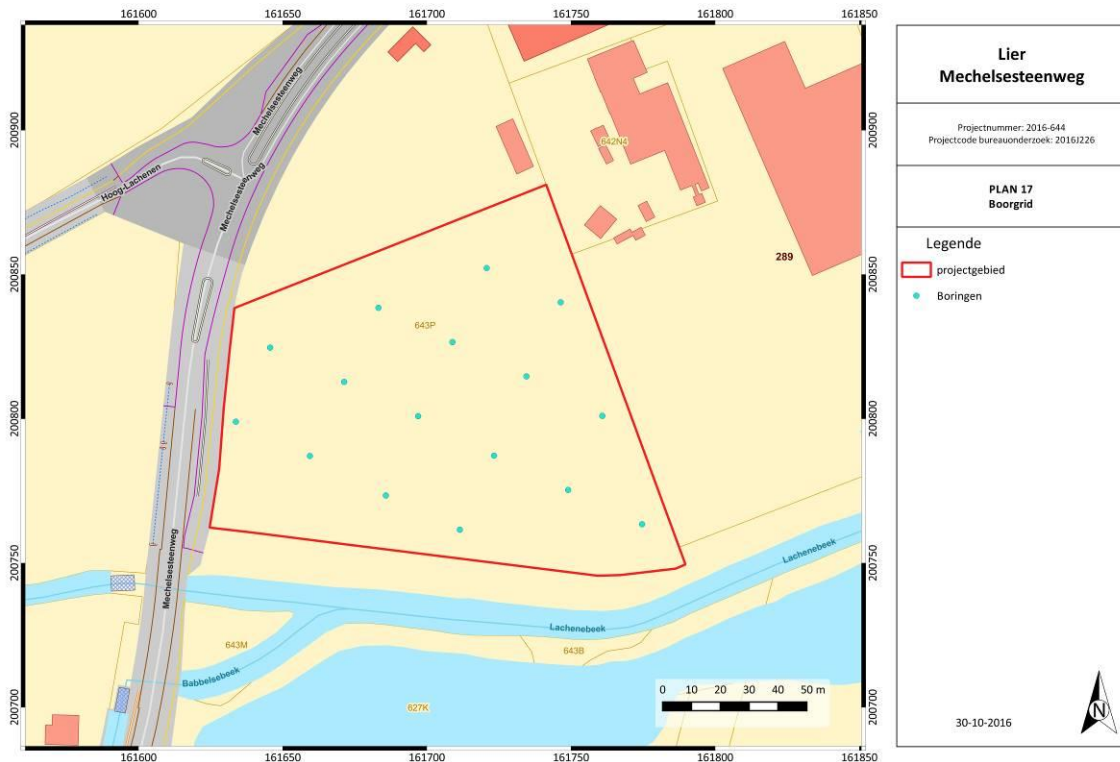 161600 161650 161700 161750 161800 161850
Lier
Mechelsesteenweg
Projectnummer: 2016-644
Projectcode bureauonderzoek: 2016J226
PLAN 17
Boorgrid
Legende
projectgebied
Boringen
30-10-2016
N
200900
200850
200800
200750
200700
200900
200850
200800
200750
200700
Mechelsesteenweg
Hoog-Lachenen
Mechelsesteenweg
642N4
289
643P
Mechelsesteenweg
Lachenebeek
Lachenebeek
643M
643B
Babbelsebeek
627K
0 10 20 30 40 50 m
161600 161650 161700 161750 161800 161850